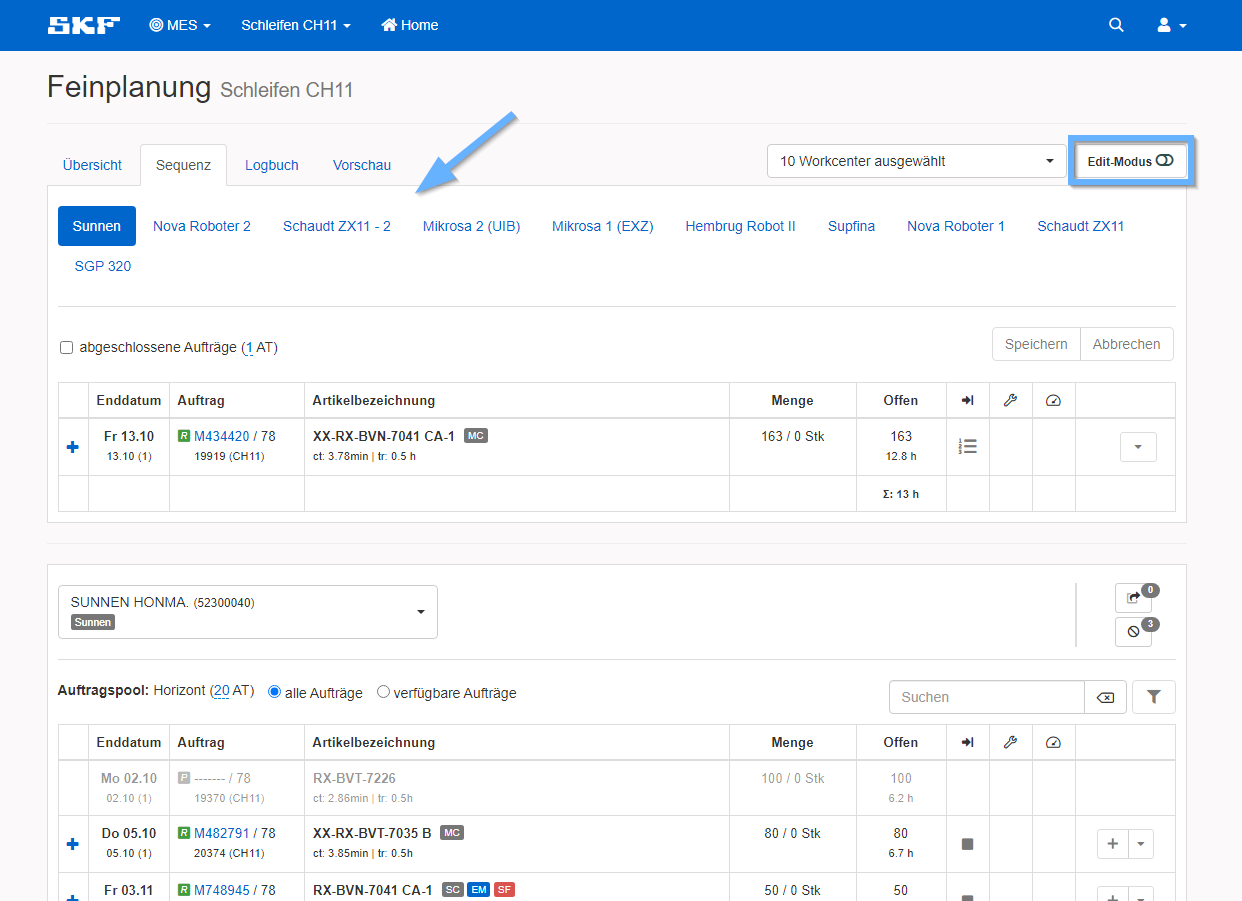 SKF MES Schleifen CH11 Home
Feinplanung Schleifen CH11
Übersicht Sequenz Logbuch Vorschau 10 Workcenter ausgewählt Edit-Modus
Sunnen Nova Roboter 2 Schaudt ZX11 - 2 Mikrosa 2 (UIB) Mikrosa 1 (EXZ) Hembrug Robot II Supfina Nova Roboter 1 Schaudt ZX11
SGP 320
abgeschlossene Aufträge (1 AT) Speichern Abbrechen
Enddatum Auftrag Artikelbezeichnung Menge Offen
Fr 13.10 R M434420 / 78 XX-RX-BVN-7041 CA-1 MC 163 / 0 Stk 163
13.10 (1) 19919 (CH11) ct: 3.78min | tr: 0.5 h 12.8 h
Σ: 13 h
SUNNEN HONMA. (52300040) 0
Sunnen 3
Auftragspool: Horizont (20 AT) alle Aufträge verfügbare Aufträge Suchen
Enddatum Auftrag Artikelbezeichnung Menge Offen
Mo 02.10 P ------- / 78 RX-BVT-7226 100 / 0 Stk 100
02.10 (1) 19370 (CH11) ct: 2.86min | tr: 0.5h 6.2 h
Do 05.10 R M482791 / 78 XX-RX-BVT-7035 B MC 80 / 0 Stk 80
05.10 (1) 20374 (CH11) ct: 3.85min | tr: 0.5h 6.7 h
Fr 03.11 R M748945 / 78 RX-BVN-7041 CA-1 SC EM SF 50 / 0 Stk 50